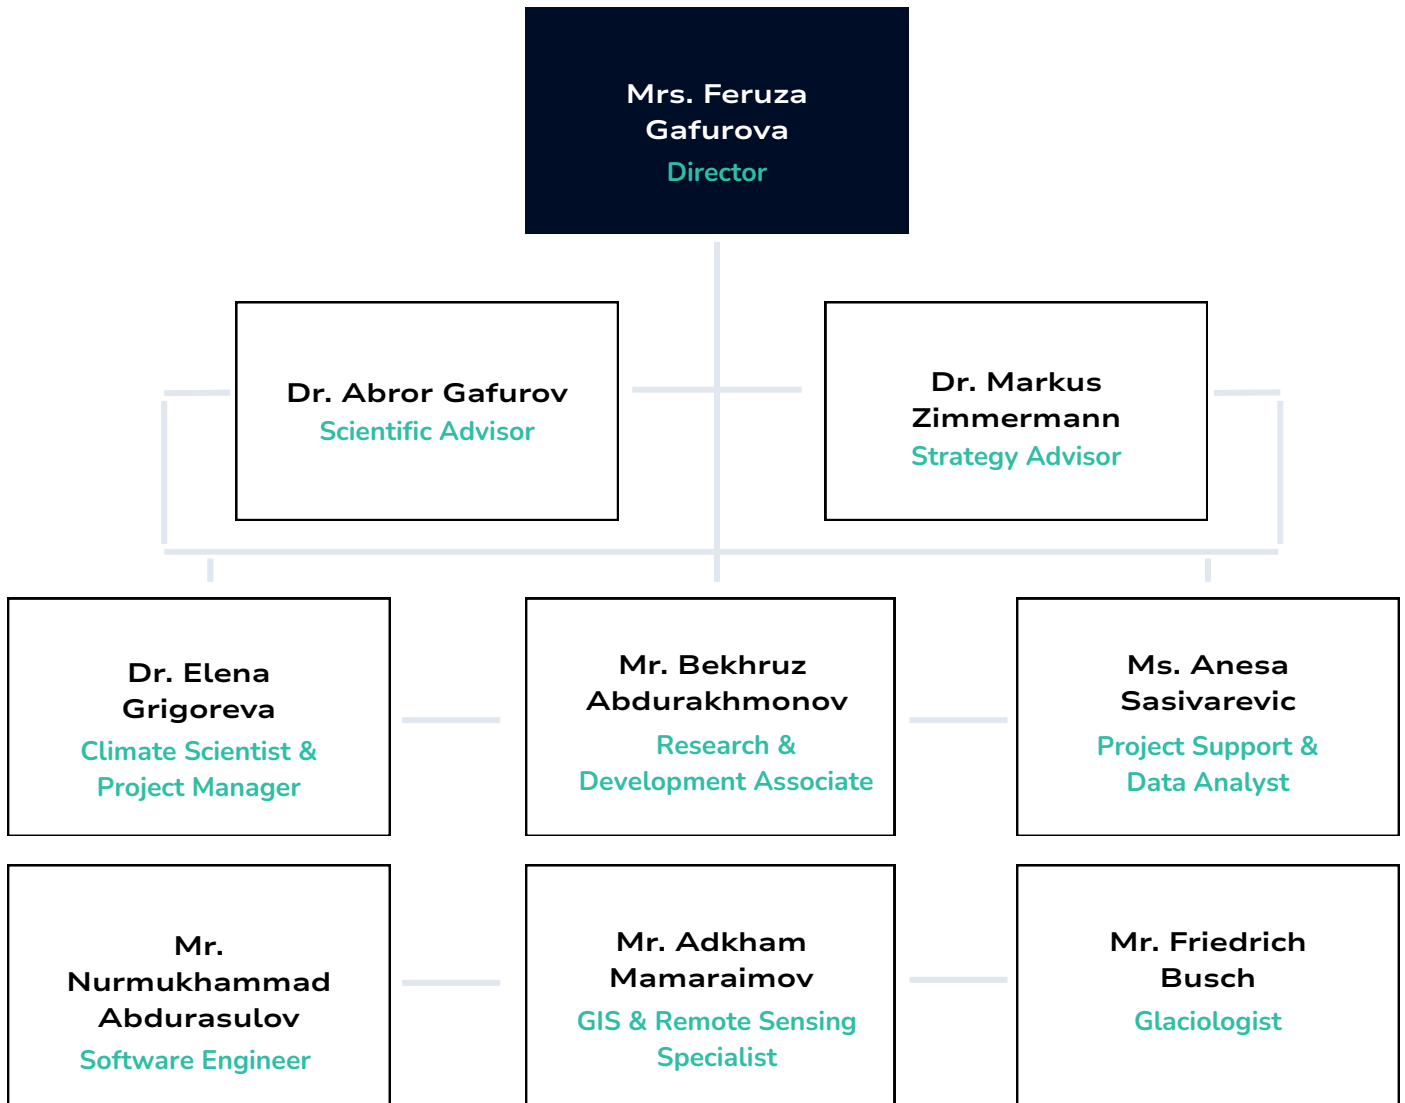 Mrs. Feruza
Gafurova
Director
Dr. Abror Gafurov
Scientific Advisor
Dr. Markus
Zimmermann
Strategy Advisor
Dr. Elena
Grigoreva
Climate Scientist &
Project Manager
Mr. Bekhruz
Abdurakhmonov
Research &
Development Associate
Ms. Anesa
Sasivarevic
Project Support &
Data Analyst
Mr.
Nurmukhammad
Abdurasulov
Software Engineer
Mr. Adkham
Mamaraimov
GIS & Remote Sensing
Specialist
Mr. Friedrich
Busch
Glaciologist